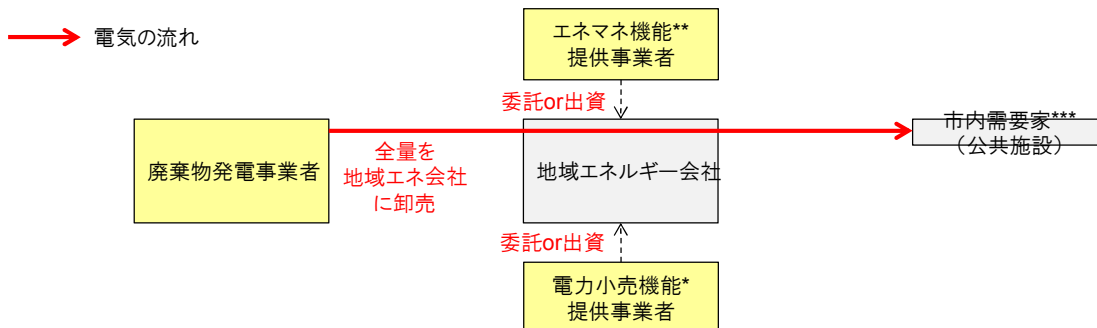 電気の流れ
エネマネ機能**
提供事業者
委託or出資
廃棄物発電事業者
全量を
地域エネ会社
に卸売
地域エネルギー会社
市内需要家***
（公共施設）
委託or出資
電力小売機能*
提供事業者